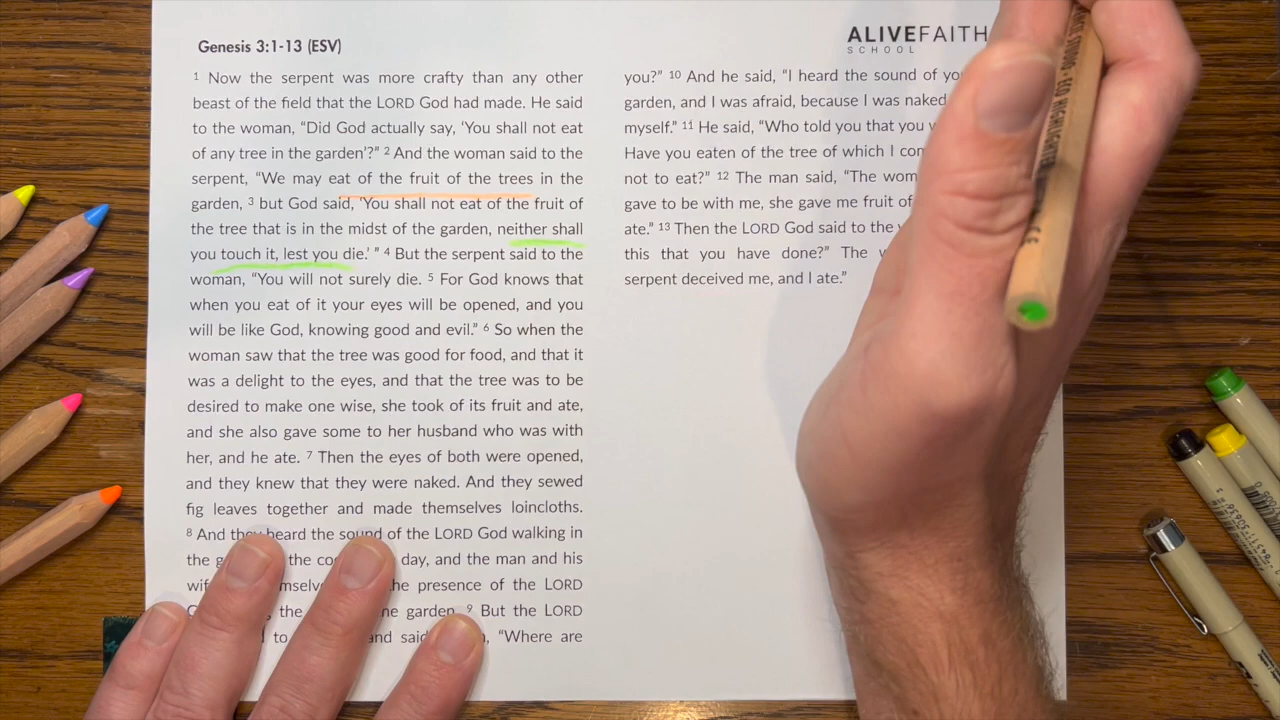 Genesis 3:1-13 (ESV)
1 Now the serpent was more crafty than any other
beast of the field that the LORD God had made. He said
to the woman, “Did God actually say, ‘You shall not eat
of any tree in the garden’?” 2 And the woman said to the
serpent, “We may eat of the fruit of the trees in the
garden, 3 but God said, ‘You shall not eat of the fruit of
the tree that is in the midst of the garden, neither shall
you touch it, lest you die.’ ” 4 But the serpent said to the
woman, “You will not surely die. 5 For God knows that
when you eat of it your eyes will be opened, and you
will be like God, knowing good and evil.” 6 So when the
woman saw that the tree was good for food, and that it
was a delight to the eyes, and that the tree was to be
desired to make one wise, she took of its fruit and ate,
and she also gave some to her husband who was with
her, and he ate. 7 Then the eyes of both were opened,
and they knew that they were naked. And they sewed
fig leaves together and made themselves loincloths.
8 And they heard the sound of the LORD God walking in
the the day, and the man and his
presence of the LORD
the garden. 9 But the LORD
to and said “Where are
ALIVEFAITH
SCHOOL
you?” 10 And he said, “I heard the sound of
garden, and I was afraid, because I was naked
myself.” 11 He said, “Who told you that you
Have you eaten of the tree of which I
not to eat?” 12 The man said, “The
gave to be with me, she gave me fruit of
ate.” 13 Then the LORD God said to the
this that you have done?” The
serpent deceived me, and I ate.”